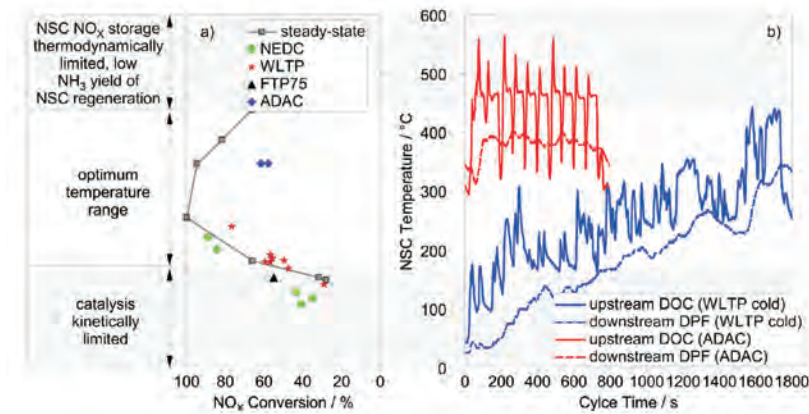 NSC NOX storage
thermodynamically
limited, low
NH3 yield of
NSC regeneration
optimum
temperature
range
catalysis
kinetically
limited
a)
steady-state
NEDC
WLTP
FTP75
ADAC
100 80 60 40 20 0
NOx Conversion / %
b)
NSC Temperature / °C
600
500
400
300
200
100
0
upstream DOC (WLTP cold)
downstream DPF (WLTP cold)
upstream DOC (ADAC)
downstream DPF (ADAC)
0 200 400 600 800 1000 1200 1400 1600 1800
Cylce Time / s